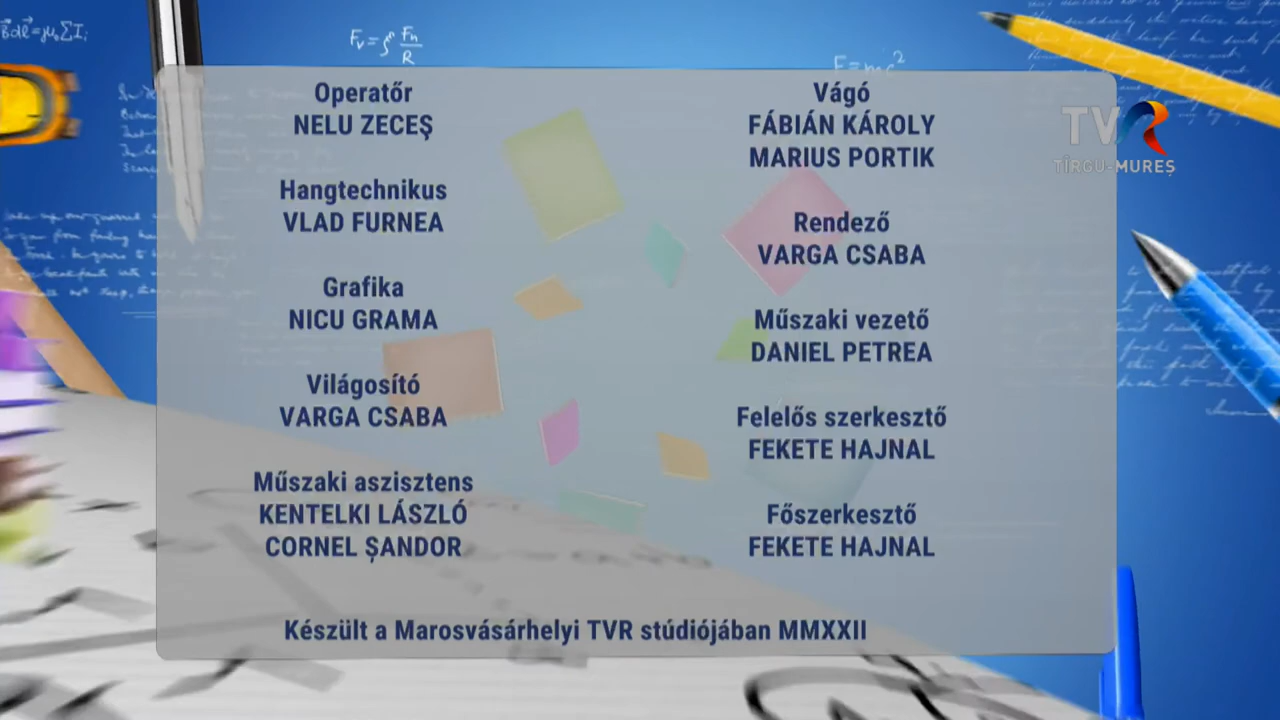 Operatőr
NELU ZECEȘ
Hangtechnikus
VLAD FURNEA
Grafika
NICU GRAMA
Világosító
VARGA CSABA
Műszaki aszisztens
KENTELKI LÁSZLÓ
CORNEL ȘANDOR
Vágó
FÁBIÁN KÁROLY
MARIUS PORTIK
Rendező
VARGA CSABA
Műszaki vezető
DANIEL PETREA
Felelős szerkesztő
FEKETE HAJNAL
Főszerkesztő
FEKETE HAJNAL
Készült a Marosvásárhelyi TVR stúdiójában MMXXII
TVR
TÎRGU-MUREȘ